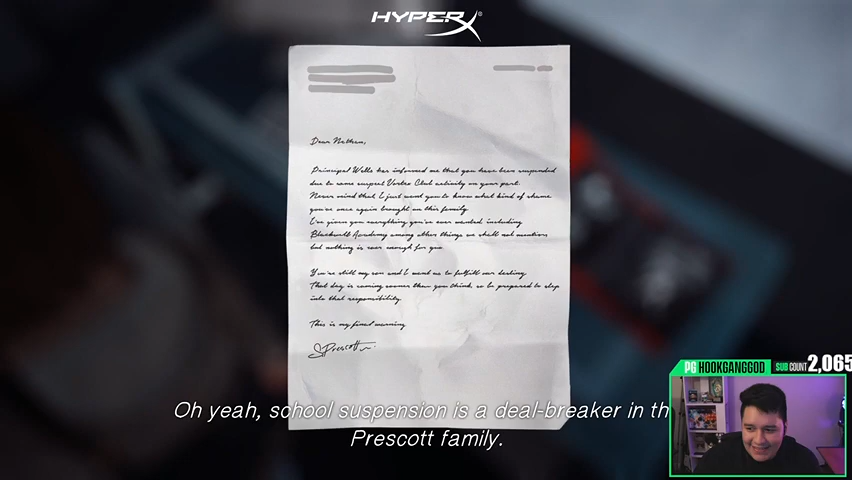 HYPERX
Dear Nathan,
Principal Wells has informed me that you have been suspended
due to some suspect Vortex Club activity on your part.
Never mind that, I just want you to know what kind of shame
you've once again brought on this family.
I've given you everything you've ever wanted including
Blackwell Academy among other things we shall not mention
but nothing is ever enough for you
You're still my son and I want us to fulfill our destiny.
That day is coming sooner than you think so be prepared to step
into that responsibility.
This is my final warning
SPrescott
Oh yeah, school suspension is a deal-breaker in th
Prescott family.
PG HOOKGANGGOD SUB COUNT 2,065